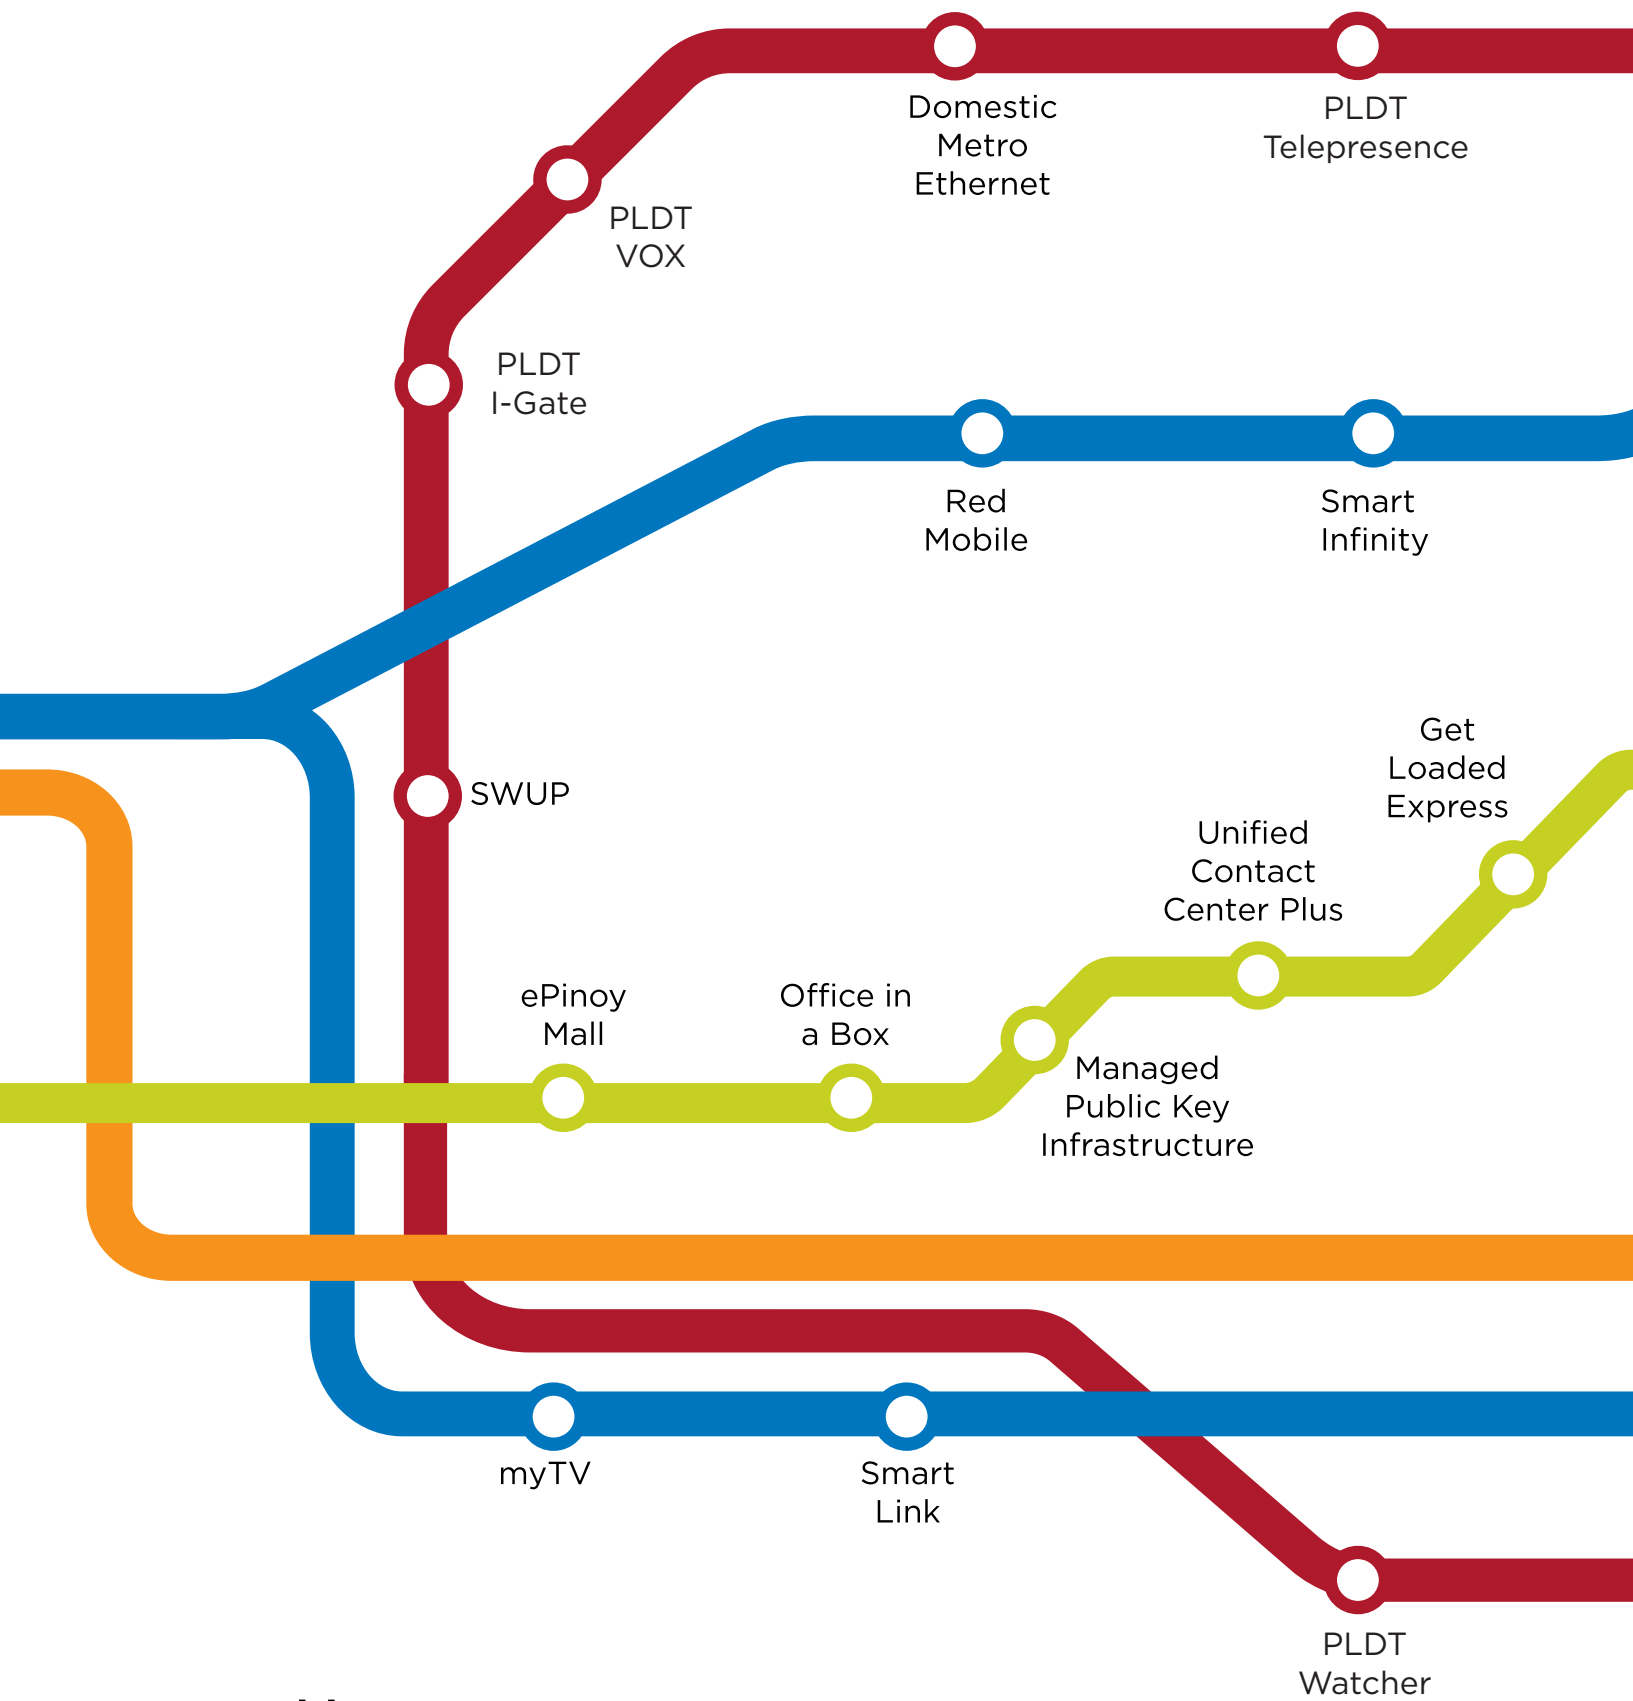 Domestic
Metro
Ethernet
PLDT
Telepresence
PLDT
VOX
PLDT
I-Gate
Red
Mobile
Smart
Infinity
SWUP
Get
Loaded
Express
Unified
Contact
Center Plus
ePinoy
Mall
Office in
a Box
Managed
Public Key
Infrastructure
myTV
Smart
Link
PLDT
Watcher